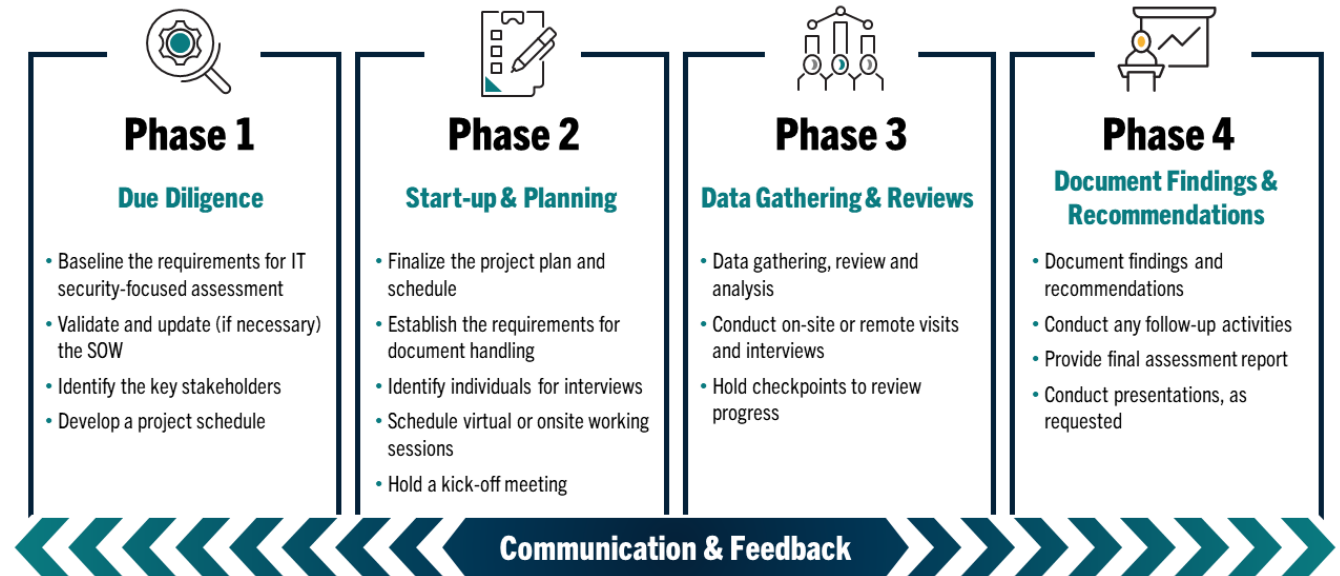 Phase 1
Due Diligence
• Baseline the requirements for IT
security-focused assessment
• Validate and update (if necessary)
the SOW
• Identify the key stakeholders
• Develop a project schedule
Phase 2
Start-up & Planning
• Finalize the project plan and
schedule
• Establish the requirements for
document handling
• Identify individuals for interviews
• Schedule virtual or onsite working
sessions
• Hold a kick-off meeting
Phase 3
Data Gathering & Reviews
• Data gathering, review and
analysis
• Conduct on-site or remote visits
and interviews
• Hold checkpoints to review
progress
Phase 4
Document Findings &
Recommendations
• Document findings and
recommendations
• Conduct any follow-up activities
• Provide final assessment report
• Conduct presentations, as
requested
Communication & Feedback